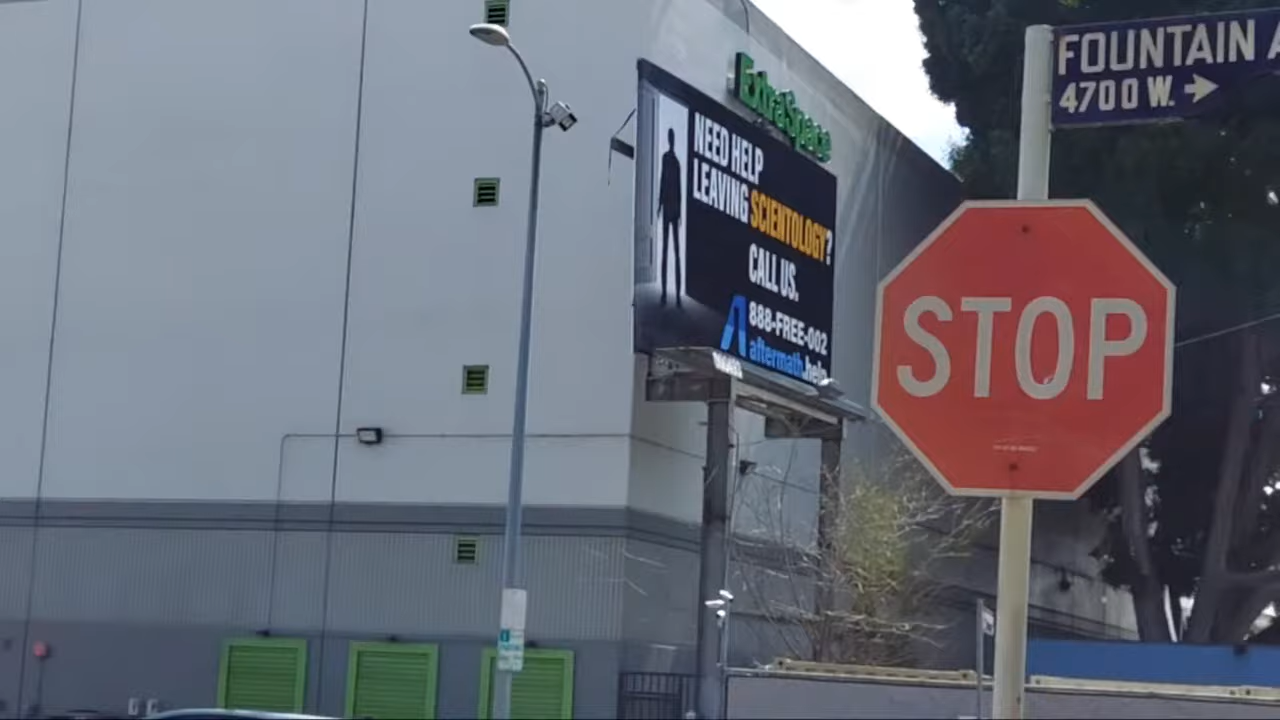 ExtraSpace
NEED HELP
LEAVING SCIENTOLOGY?
CALL US.
888-FREE-002
aftermath.help
FOUNTAIN A
4700 W. →
STOP